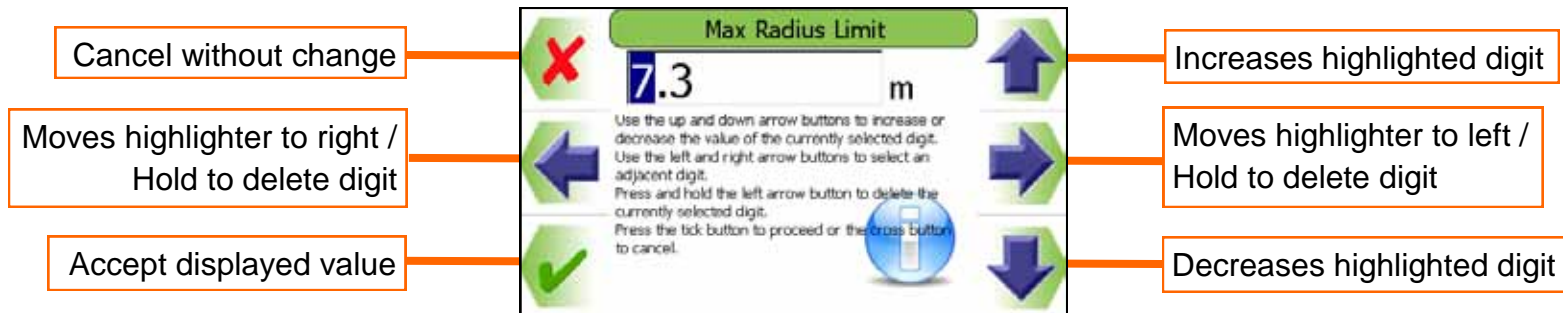 Cancel without change
Moves highlighter to right /
Hold to delete digit
Accept displayed value
Max Radius Limit
7.3
m
Use the up and down arrow buttons to increase or
decrease the value of the currently selected digit.
Use the left and right arrow buttons to select an
adjacent digit.
Press and hold the left arrow button to delete the
currently selected digit.
Press the tick button to proceed or the cross button
to cancel.
Increases highlighted digit
Moves highlighter to left /
Hold to delete digit
Decreases highlighted digit